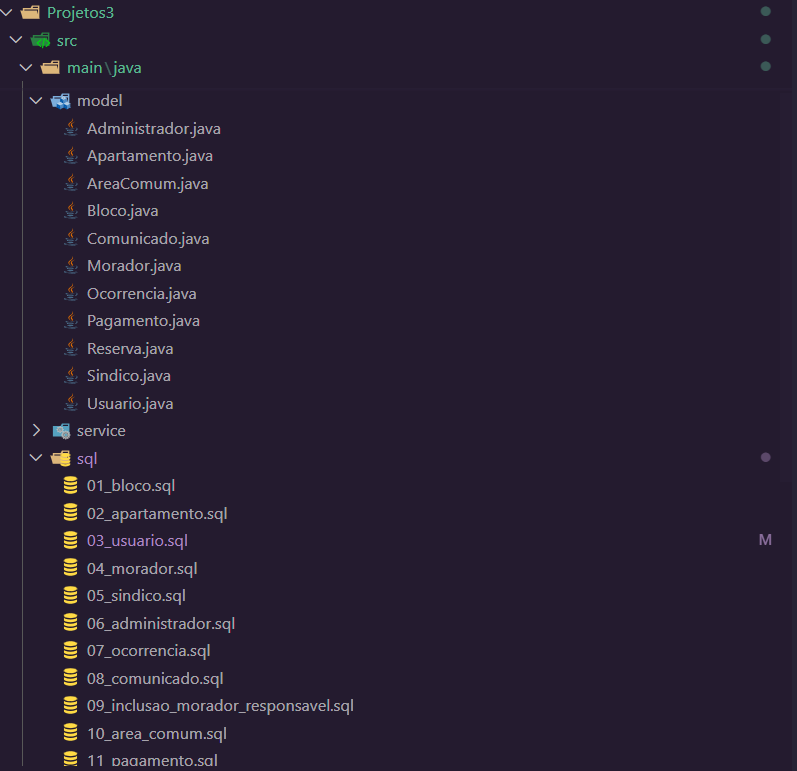 Projetos3
src
main\java
model
Administrador.java
Apartamento.java
AreaComum.java
Bloco.java
Comunicado.java
Morador.java
Ocorrencia.java
Pagamento.java
Reserva.java
Sindico.java
Usuario.java
service
sql
01_bloco.sql
02_apartamento.sql
03_usuario.sql M
04_morador.sql
05_sindico.sql
06_administrador.sql
07_ocorrencia.sql
08_comunicado.sql
09_inclusao_morador_responsavel.sql
10_area_comum.sql
11_pagamento.sql